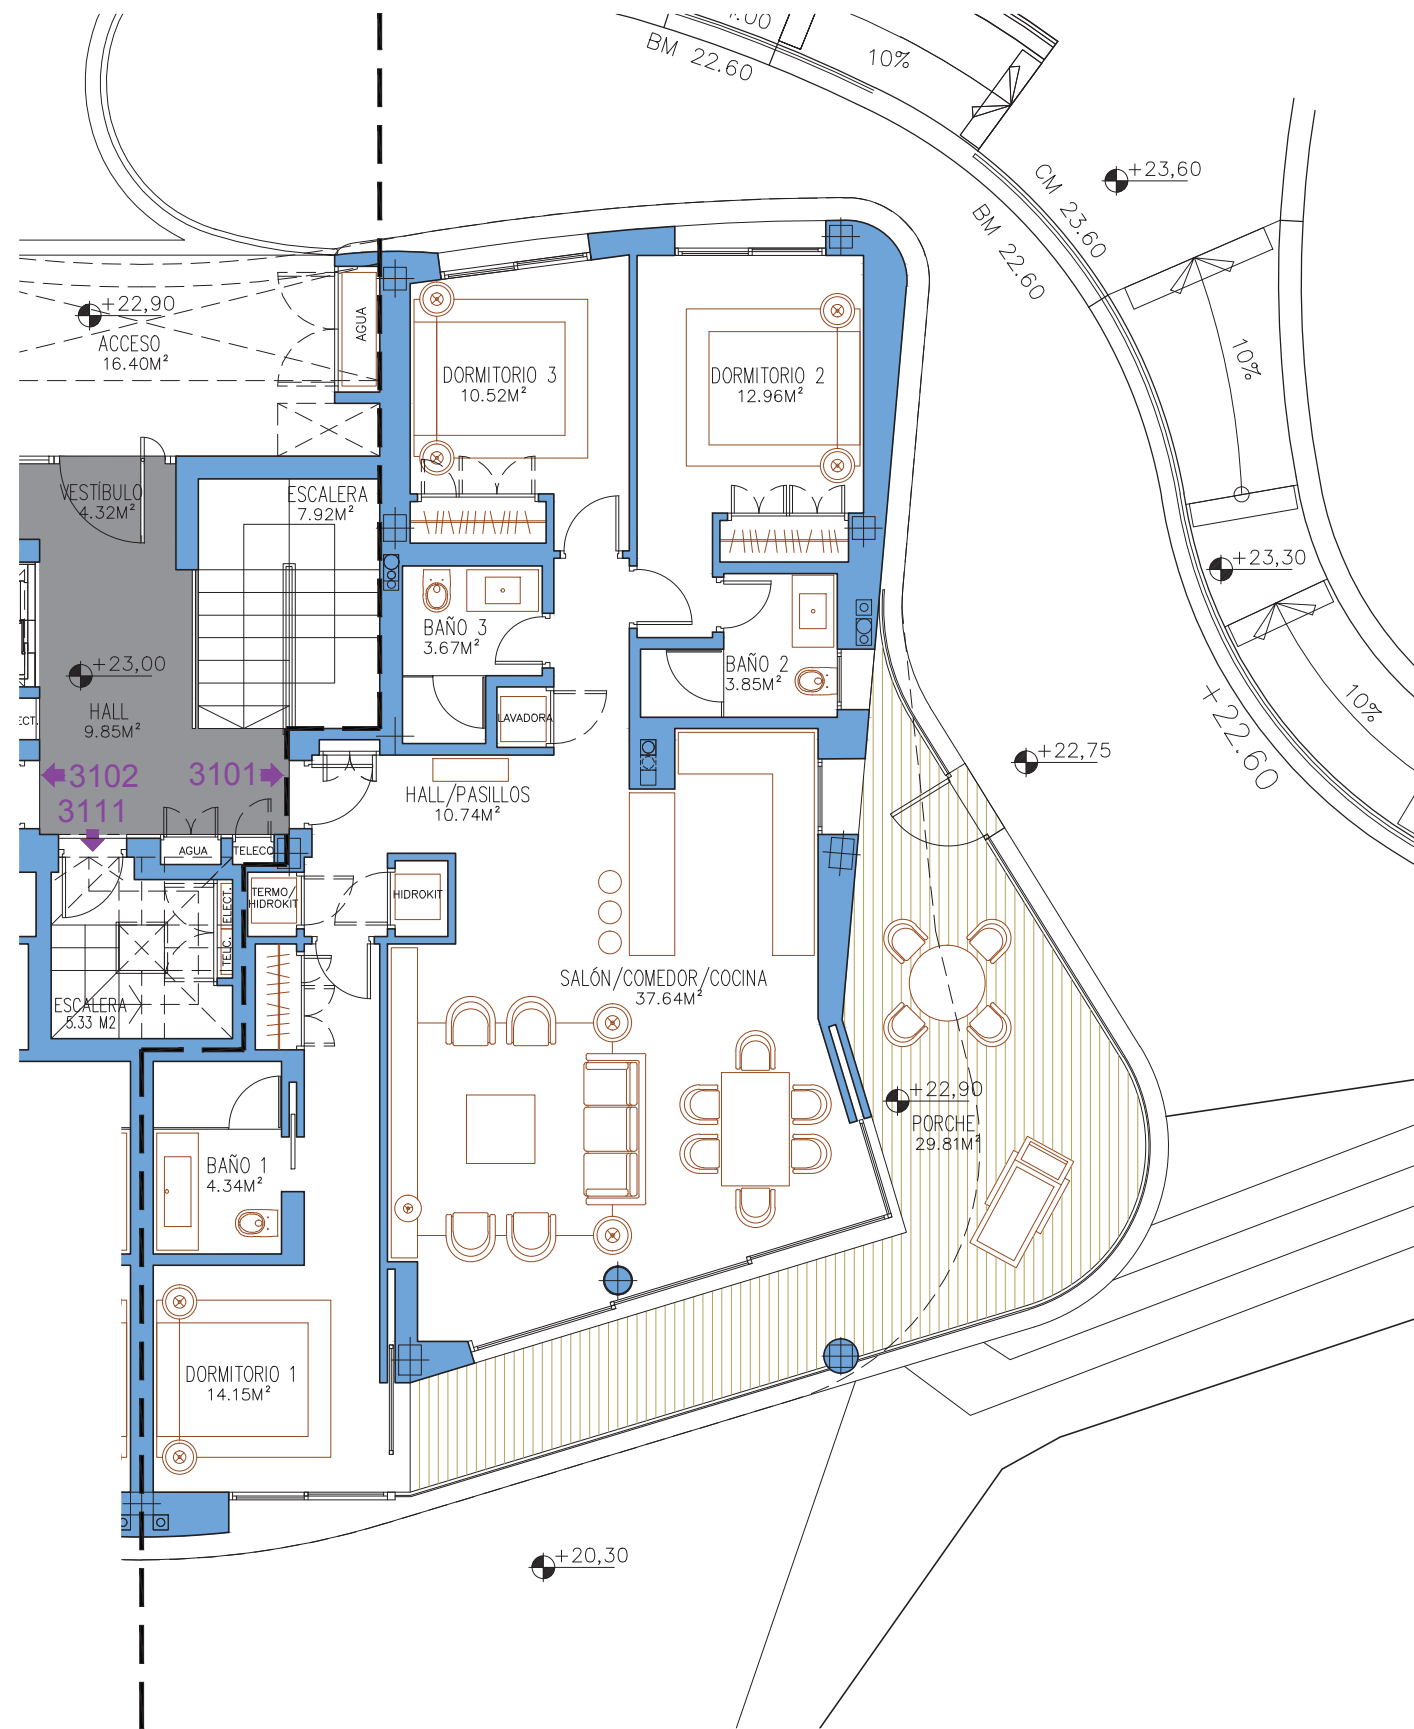 BM 22.60
10%
+23,60
CM 23.60
BM 22.60
+22,90
ACCESO
16.40M²
AGUA
DORMITORIO 3
10.52M²
DORMITORIO 2
12.96M²
10%
VESTÍBULO
4.32M²
ESCALERA
7.92M²
+23,30
BAÑO 3
3.67M²
+23,00
BAÑO 2
3.85M²
HALL
9.85M²
LAVADORA
10%
+22.60
+22,75
3102
3101
3111
HALL/PASILLOS
10.74M²
AGUA
TELECO
TERMO/
HIDROKIT
HIDROKIT
ELECT.
TELC.
SALÓN/COMEDOR/COCINA
37.64M²
ESCALERA
5.33 M2
+22,90
PORCHE
29.81M²
BAÑO 1
4.34M²
DORMITORIO 1
14.15M²
+20,30